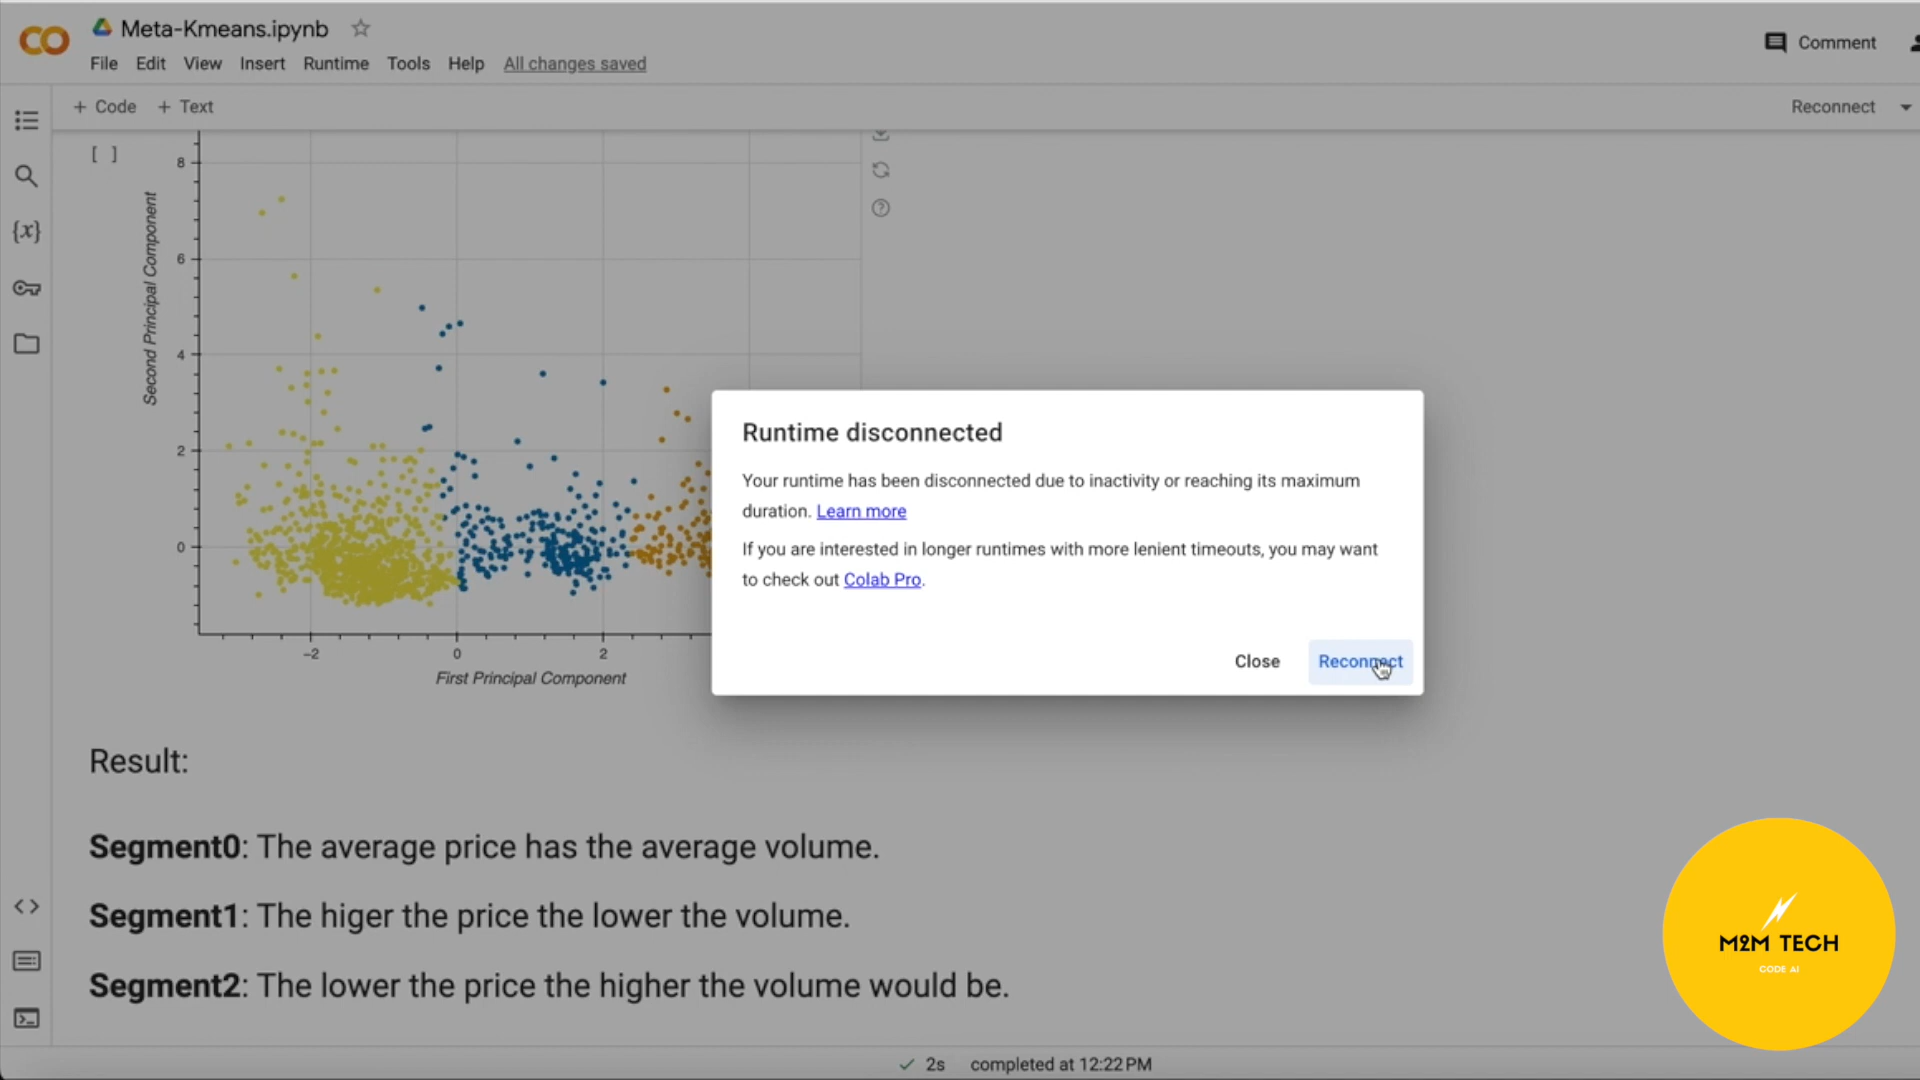 Meta-Kmeans.ipynb
Comment
File Edit View Insert Runtime Tools Help All changes saved
+ Code + Text
Reconnect
[ ]
8
6
4
2
0
Second Principal Component
-2 0 2
First Principal Component
Runtime disconnected
Your runtime has been disconnected due to inactivity or reaching its maximum
duration. Learn more
If you are interested in longer runtimes with more lenient timeouts, you may want
to check out Colab Pro.
Close Reconnect
Result:
Segment0: The average price has the average volume.
Segment1: The higer the price the lower the volume.
Segment2: The lower the price the higher the volume would be.
M2M TECH
CODE AI
2s completed at 12:22 PM